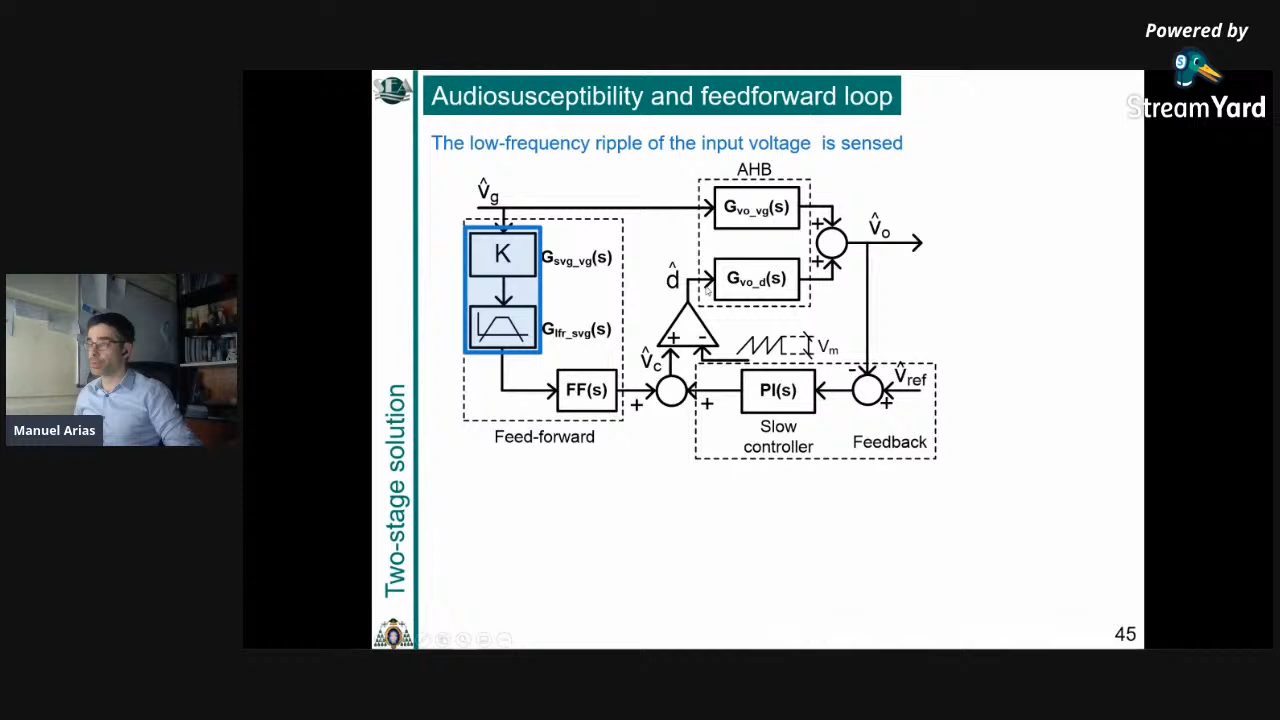 Powered by
StreamYard
SEA
Audiosusceptibility and feedforward loop
The low-frequency ripple of the input voltage is sensed
AHB
v̂g
Gvo_vg(s)
v̂o
K
Gsvg_vg(s)
d̂
Gvo_d(s)
Glfr_svg(s)
+
+
+ -
Vm
v̂c
-
v̂ref
FF(s)
PI(s)
+
+
+
Slow
controller
Feed-forward
Feedback
Manuel Arias
Two-stage solution
45